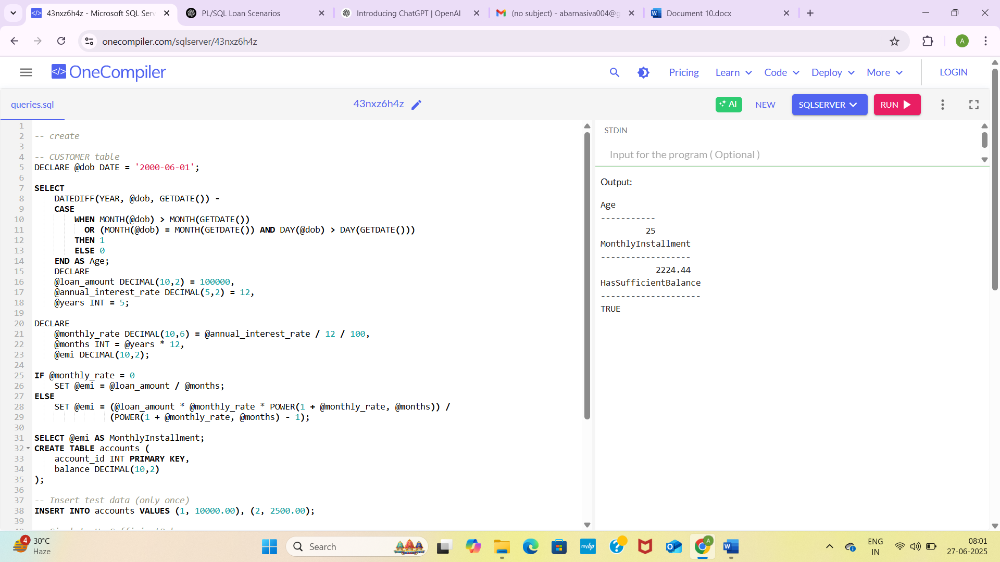 43nxz6h4z - Microsoft SQL Serv
PL/SQL Loan Scenarios
Introducing ChatGPT | OpenAI
(no subject) - abarnasiva004@g
Document 10.docx
onecompiler.com/sqlserver/43nxz6h4z
A
OneCompiler
Pricing
Learn
Code
Deploy
More
LOGIN
queries.sql
43nxz6h4z
AI
NEW
SQLSERVER
RUN
1
2 -- create
3
4 -- CUSTOMER table
5 DECLARE @dob DATE = '2000-06-01';
6
7 SELECT
8 DATEDIFF(YEAR, @dob, GETDATE()) -
9 CASE
10 WHEN MONTH(@dob) > MONTH(GETDATE())
11 OR (MONTH(@dob) = MONTH(GETDATE()) AND DAY(@dob) > DAY(GETDATE()))
12 THEN 1
13 ELSE 0
14 END AS Age;
15 DECLARE
16 @loan_amount DECIMAL(10,2) = 100000,
17 @annual_interest_rate DECIMAL(5,2) = 12,
18 @years INT = 5;
19
20 DECLARE
21 @monthly_rate DECIMAL(10,6) = @annual_interest_rate / 12 / 100,
22 @months INT = @years * 12,
23 @emi DECIMAL(10,2);
24
25 IF @monthly_rate = 0
26 SET @emi = @loan_amount / @months;
27 ELSE
28 SET @emi = (@loan_amount * @monthly_rate * POWER(1 + @monthly_rate, @months)) /
29 (POWER(1 + @monthly_rate, @months) - 1);
30
31 SELECT @emi AS MonthlyInstallment;
32 CREATE TABLE accounts (
33 account_id INT PRIMARY KEY,
34 balance DECIMAL(10,2)
35 );
36
37 -- Insert test data (only once)
38 INSERT INTO accounts VALUES (1, 10000.00), (2, 2500.00);
39
STDIN
Input for the program ( Optional )
Output:
Age
-----------
25
MonthlyInstallment
------------------
2224.44
HasSufficientBalance
--------------------
TRUE
4
30°C
Haze
Search
myhp
A
ENG
IN
08:01
27-06-2025